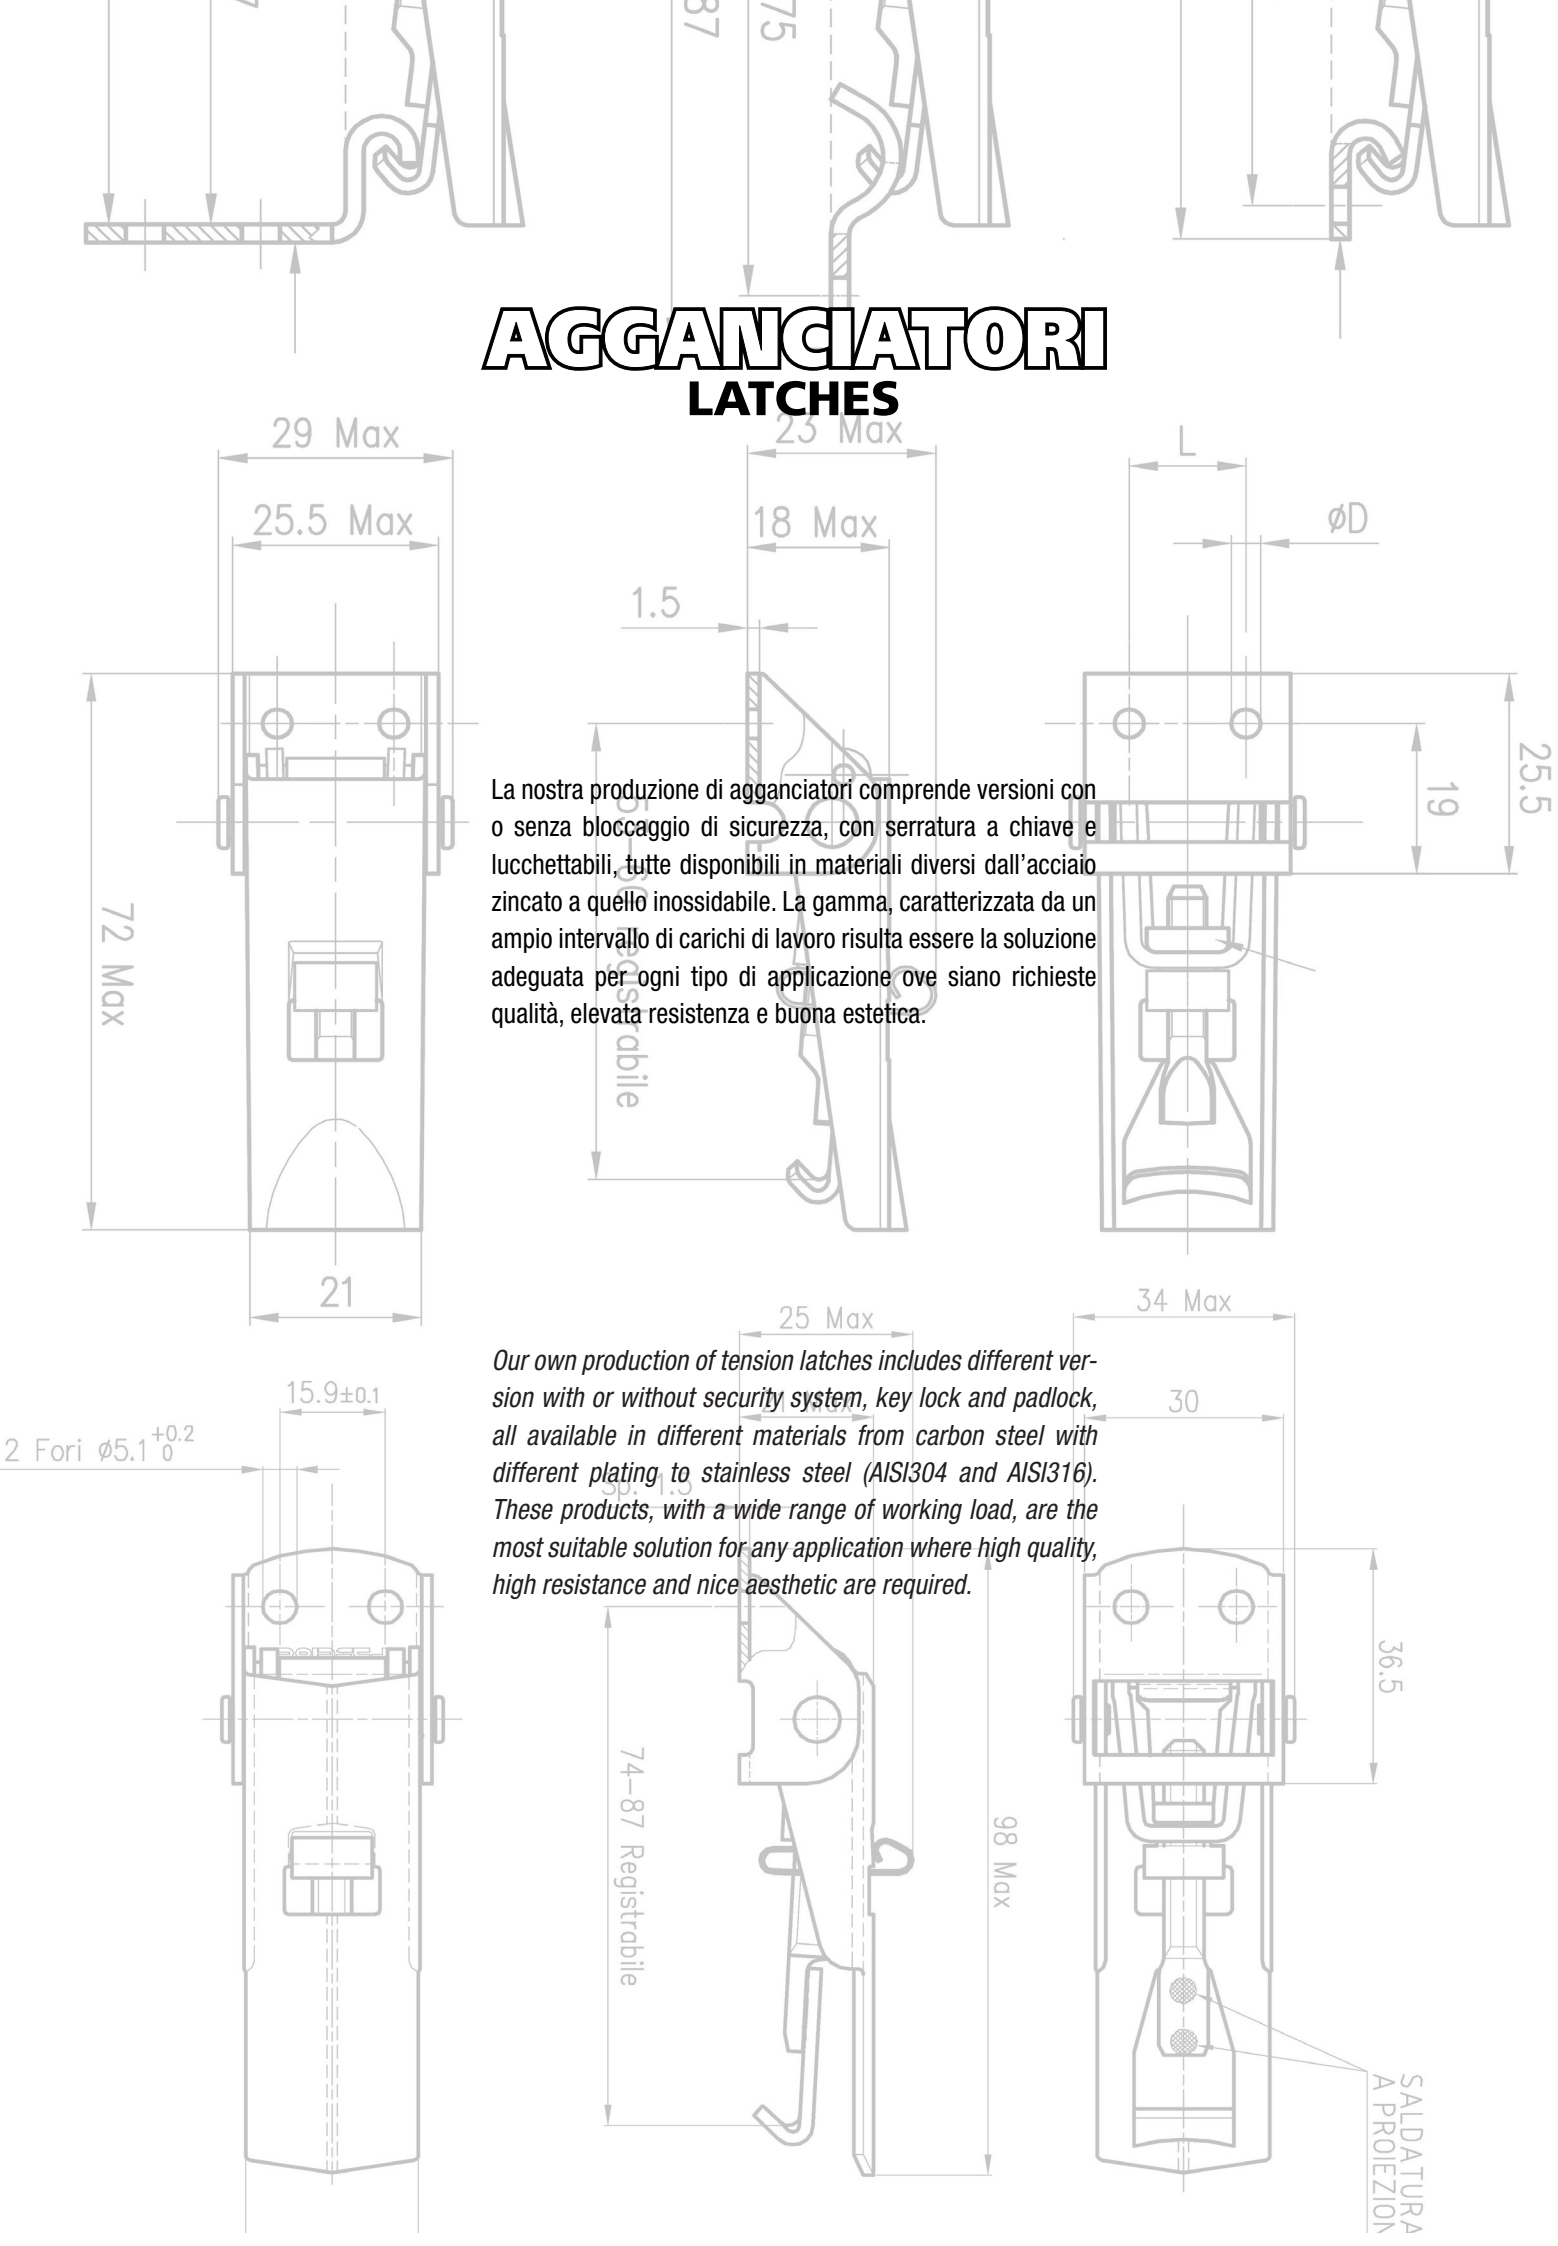 87
75
AGGANCIATORI
LATCHES
29 Max
23 Max
L
25.5 Max
18 Max
øD
1.5
25.5
19
72 Max
La nostra produzione di agganciatori comprende versioni con
o senza bloccaggio di sicurezza, con serratura a chiave e
lucchettabili, tutte disponibili in materiali diversi dall'acciaio
zincato a quello inossidabile. La gamma, caratterizzata da un
ampio intervallo di carichi di lavoro risulta essere la soluzione
adeguata per ogni tipo di applicazione ove siano richieste
qualità, elevata resistenza e buona estetica.
registrabile
21
25 Max
34 Max
Our own production of tension latches includes different ver-
sion with or without security system, key lock and padlock,
all available in different materials from carbon steel with
different plating to stainless steel (AISI304 and AISI316).
These products, with a wide range of working load, are the
most suitable solution for any application where high quality,
high resistance and nice aesthetic are required.
15.9±0.1
21 Max
30
2 Fori ø5.1 +0.2 0
Sp. 1.5
36.5
74-87 Registrabile
98 Max
SALDATURA
A PROIEZION